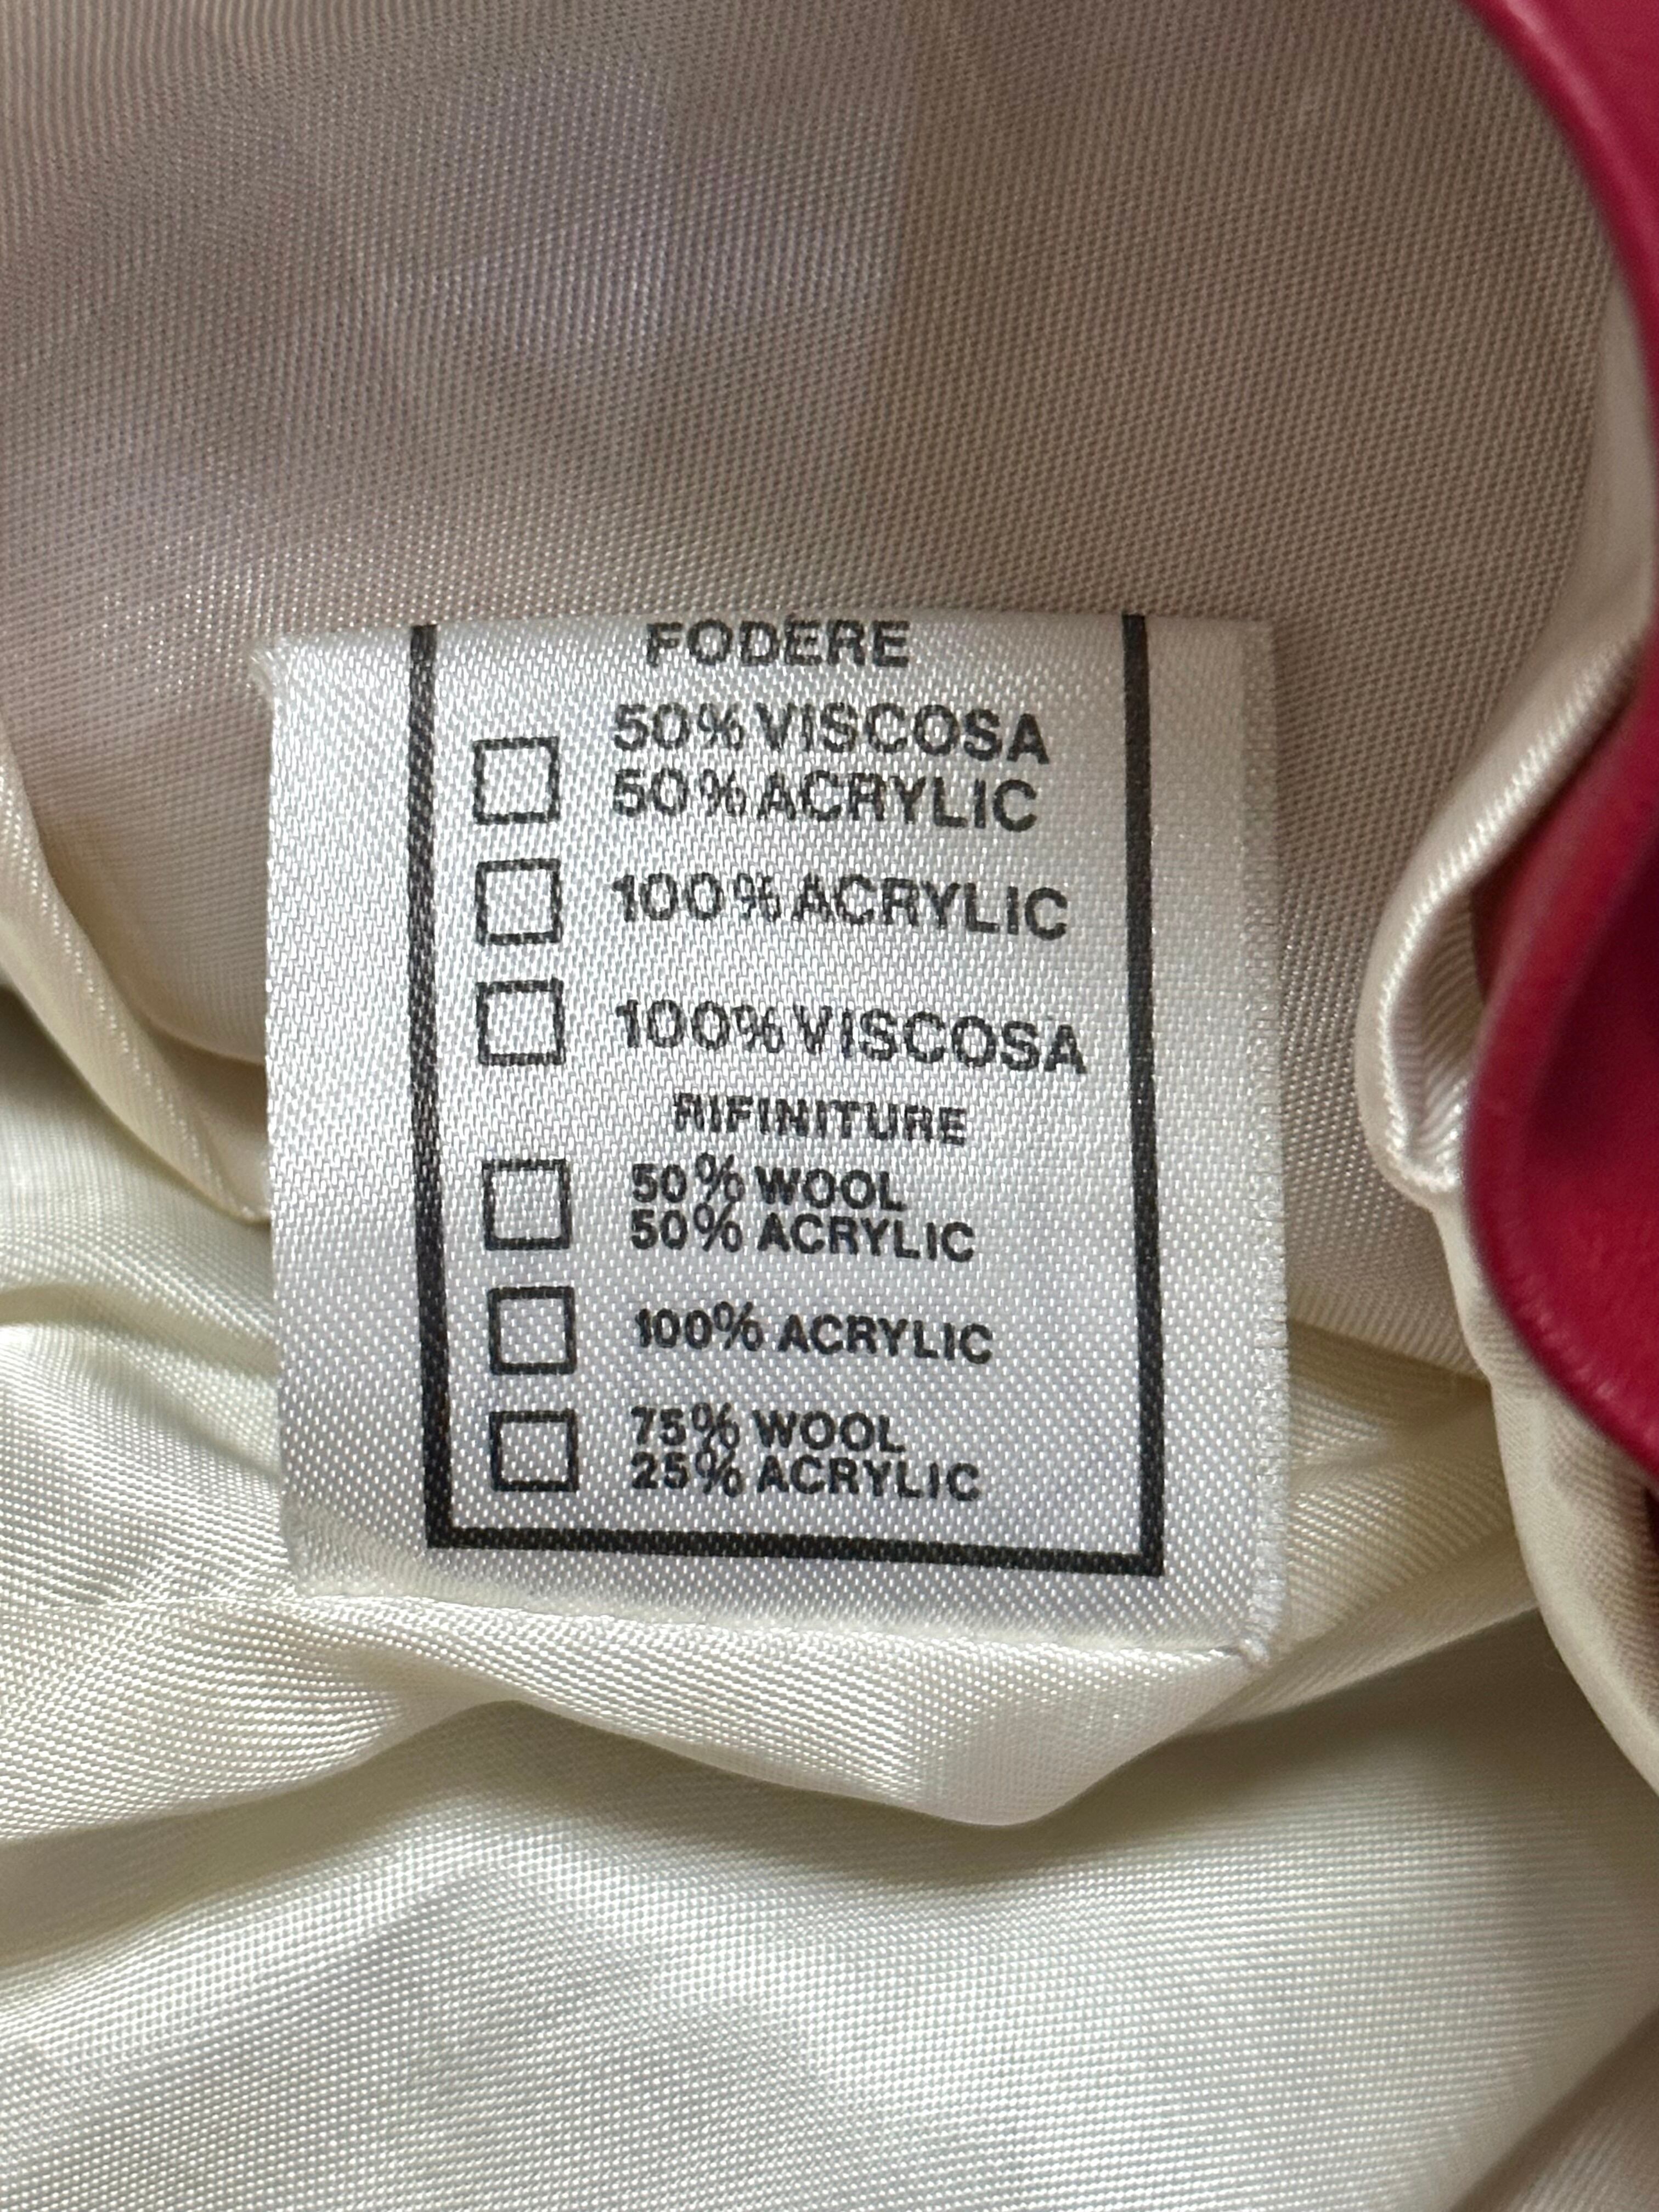 FODERE
50% VISCOSA
50% ACRYLIC
100% ACRYLIC
100% VISCOSA
RIFINITURE
50% WOOL
50% ACRYLIC
100% ACRYLIC
75% WOOL
25% ACRYLIC